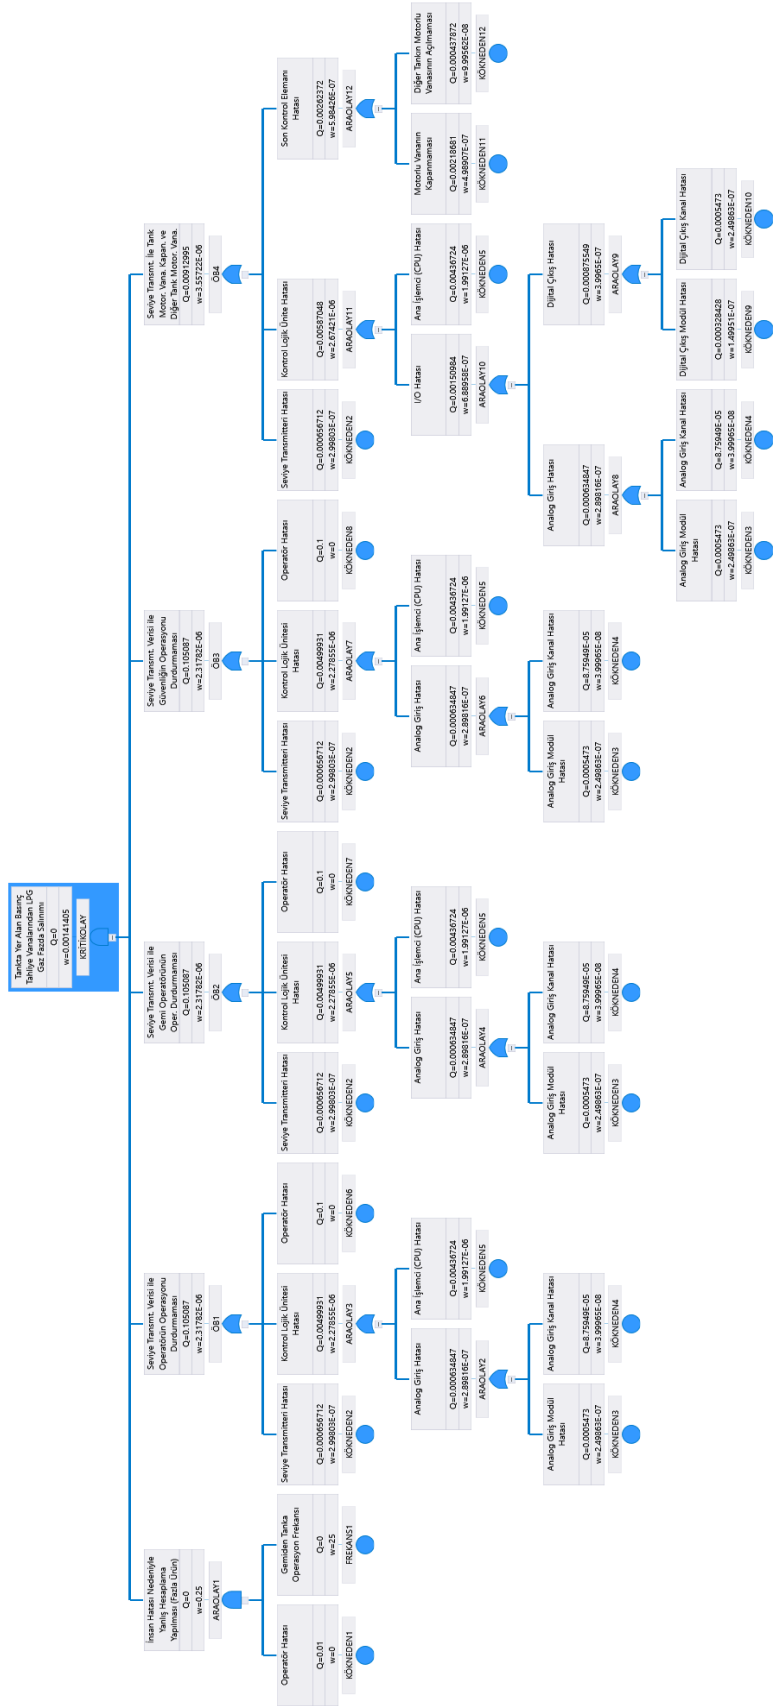 Tankta Yer Alan Basınç
Tahliye Vanalarından LPG
Gaz Fazda Salınımı
Q=0
w=0.00141405
KRİTİKOLAY
İnsan Hatası Nedeniyle
Yanlış Hesaplama
Yapılması (Fazla Ürün)
Q=0
w=0.25
ARAOLAY1
Seviye Transmt. Verisi ile
Operatörün Operasyonu
Durdurmaması
Q=0.105087
w=2.31782E-06
ÖB1
Seviye Transmt. Verisi ile
Gemi Operatörünün
Oper. Durdurmaması
Q=0.105087
w=2.31782E-06
ÖB2
Seviye Transmt. Verisi ile
Güvenliğin Operasyonu
Durdurmaması
Q=0.105087
w=2.31782E-06
ÖB3
Seviye Transmt. İle Tank
Motor. Vana. Kapan. ve
Diğer Tank Motor. Vana.
Q=0.00912995
w=3.55722E-06
ÖB4
Operatör Hatası
Q=0.01
w=0
KÖKNEDEN1
Gemiden Tanka
Operasyon Frekansı
Q=0
w=25
FREKANS1
Seviye Transmitteri Hatası
Q=0.000656712
w=2.99803E-07
KÖKNEDEN2
Kontrol Lojik Ünitesi
Hatası
Q=0.00499931
w=2.27855E-06
ARAOLAY3
Operatör Hatası
Q=0.1
w=0
KÖKNEDEN6
Seviye Transmitteri Hatası
Q=0.000656712
w=2.99803E-07
KÖKNEDEN2
Kontrol Lojik Ünitesi
Hatası
Q=0.00499931
w=2.27855E-06
ARAOLAY5
Operatör Hatası
Q=0.1
w=0
KÖKNEDEN7
Seviye Transmitteri Hatası
Q=0.000656712
w=2.99803E-07
KÖKNEDEN2
Kontrol Lojik Ünitesi
Hatası
Q=0.00499931
w=2.27855E-06
ARAOLAY7
Operatör Hatası
Q=0.1
w=0
KÖKNEDEN8
Seviye Transmitteri Hatası
Q=0.000656712
w=2.99803E-07
KÖKNEDEN2
Kontrol Lojik Ünite Hatası
Q=0.00587048
w=2.67421E-06
ARAOLAY11
Son Kontrol Elemanı
Hatası
Q=0.00262372
w=5.98426E-07
ARAOLAY12
Analog Giriş Hatası
Q=0.000634847
w=2.89816E-07
ARAOLAY2
Ana İşlemci (CPU) Hatası
Q=0.00436724
w=1.99127E-06
KÖKNEDEN5
Analog Giriş Hatası
Q=0.000634847
w=2.89816E-07
ARAOLAY4
Ana İşlemci (CPU) Hatası
Q=0.00436724
w=1.99127E-06
KÖKNEDEN5
Analog Giriş Hatası
Q=0.000634847
w=2.89816E-07
ARAOLAY6
Ana İşlemci (CPU) Hatası
Q=0.00436724
w=1.99127E-06
KÖKNEDEN5
I/O Hatası
Q=0.00150984
w=6.88958E-07
ARAOLAY10
Ana İşlemci (CPU) Hatası
Q=0.00436724
w=1.99127E-06
KÖKNEDEN5
Motorlu Vananın
Kapanmaması
Q=0.00218681
w=4.98907E-07
KÖKNEDEN11
Diğer Tankın Motorlu
Vanasının Açılmaması
Q=0.000437872
w=9.99562E-08
KÖKNEDEN12
Analog Giriş Modül
Hatası
Q=0.0005473
w=2.49863E-07
KÖKNEDEN3
Analog Giriş Kanal Hatası
Q=8.75949E-05
w=3.99965E-08
KÖKNEDEN4
Analog Giriş Modül
Hatası
Q=0.0005473
w=2.49863E-07
KÖKNEDEN3
Analog Giriş Kanal Hatası
Q=8.75949E-05
w=3.99965E-08
KÖKNEDEN4
Analog Giriş Modül
Hatası
Q=0.0005473
w=2.49863E-07
KÖKNEDEN3
Analog Giriş Kanal Hatası
Q=8.75949E-05
w=3.99965E-08
KÖKNEDEN4
Analog Giriş Hatası
Q=0.000634847
w=2.89816E-07
ARAOLAY8
Dijital Çıkış Hatası
Q=0.000875549
w=3.9965E-07
ARAOLAY9
Analog Giriş Modül
Hatası
Q=0.0005473
w=2.49863E-07
KÖKNEDEN3
Analog Giriş Kanal Hatası
Q=8.75949E-05
w=3.99965E-08
KÖKNEDEN4
Dijital Çıkış Modül Hatası
Q=0.000328428
w=1.49951E-07
KÖKNEDEN9
Dijital Çıkış Kanal Hatası
Q=0.0005473
w=2.49863E-07
KÖKNEDEN10